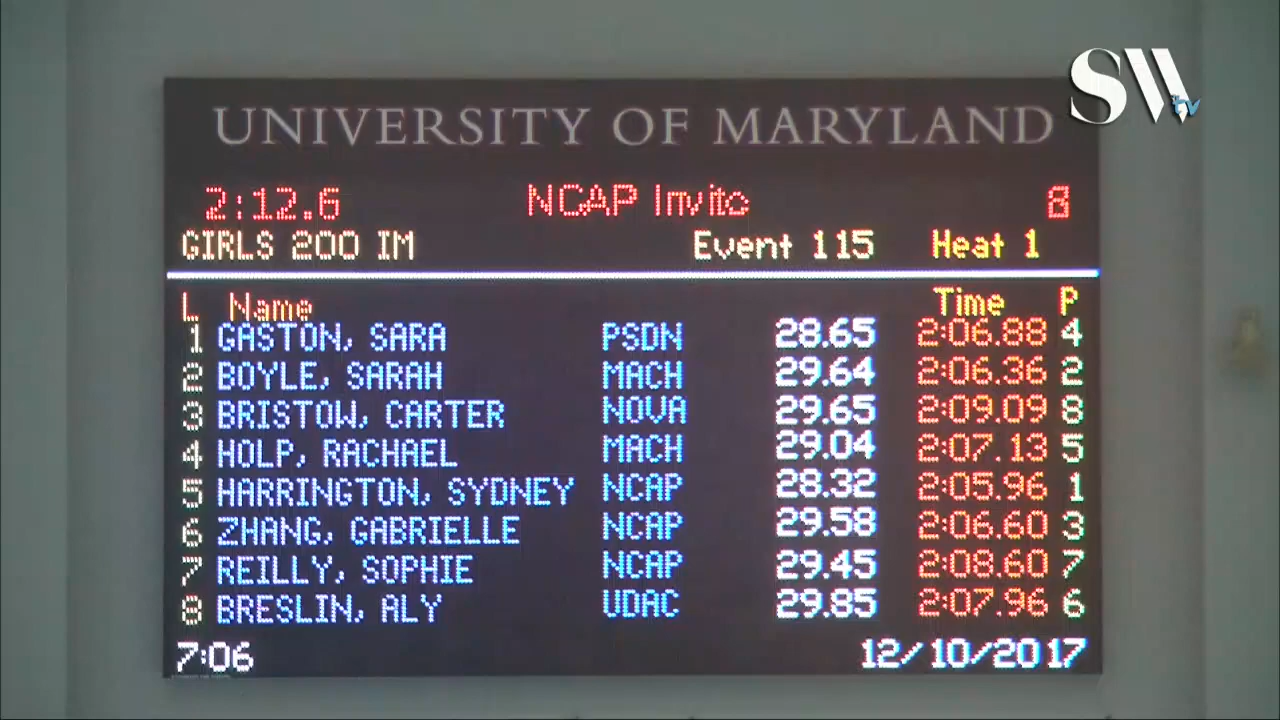 SW tv
UNIVERSITY OF MARYLAND
2:12.6 NCAP Invite 8
GIRLS 200 IM Event 115 Heat 1
L Name Time P
1 GASTON, SARA PSDN 28.65 2:06.88 4
2 BOYLE, SARAH MACH 29.64 2:06.36 2
3 BRISTOW, CARTER NOVA 29.65 2:09.09 8
4 HOLP, RACHAEL MACH 29.04 2:07.13 5
5 HARRINGTON, SYDNEY NCAP 28.32 2:05.96 1
6 ZHANG, GABRIELLE NCAP 29.58 2:06.60 3
7 REILLY, SOPHIE NCAP 29.45 2:08.60 7
8 BRESLIN, ALY UDAC 29.85 2:07.96 6
7:06 12/10/2017